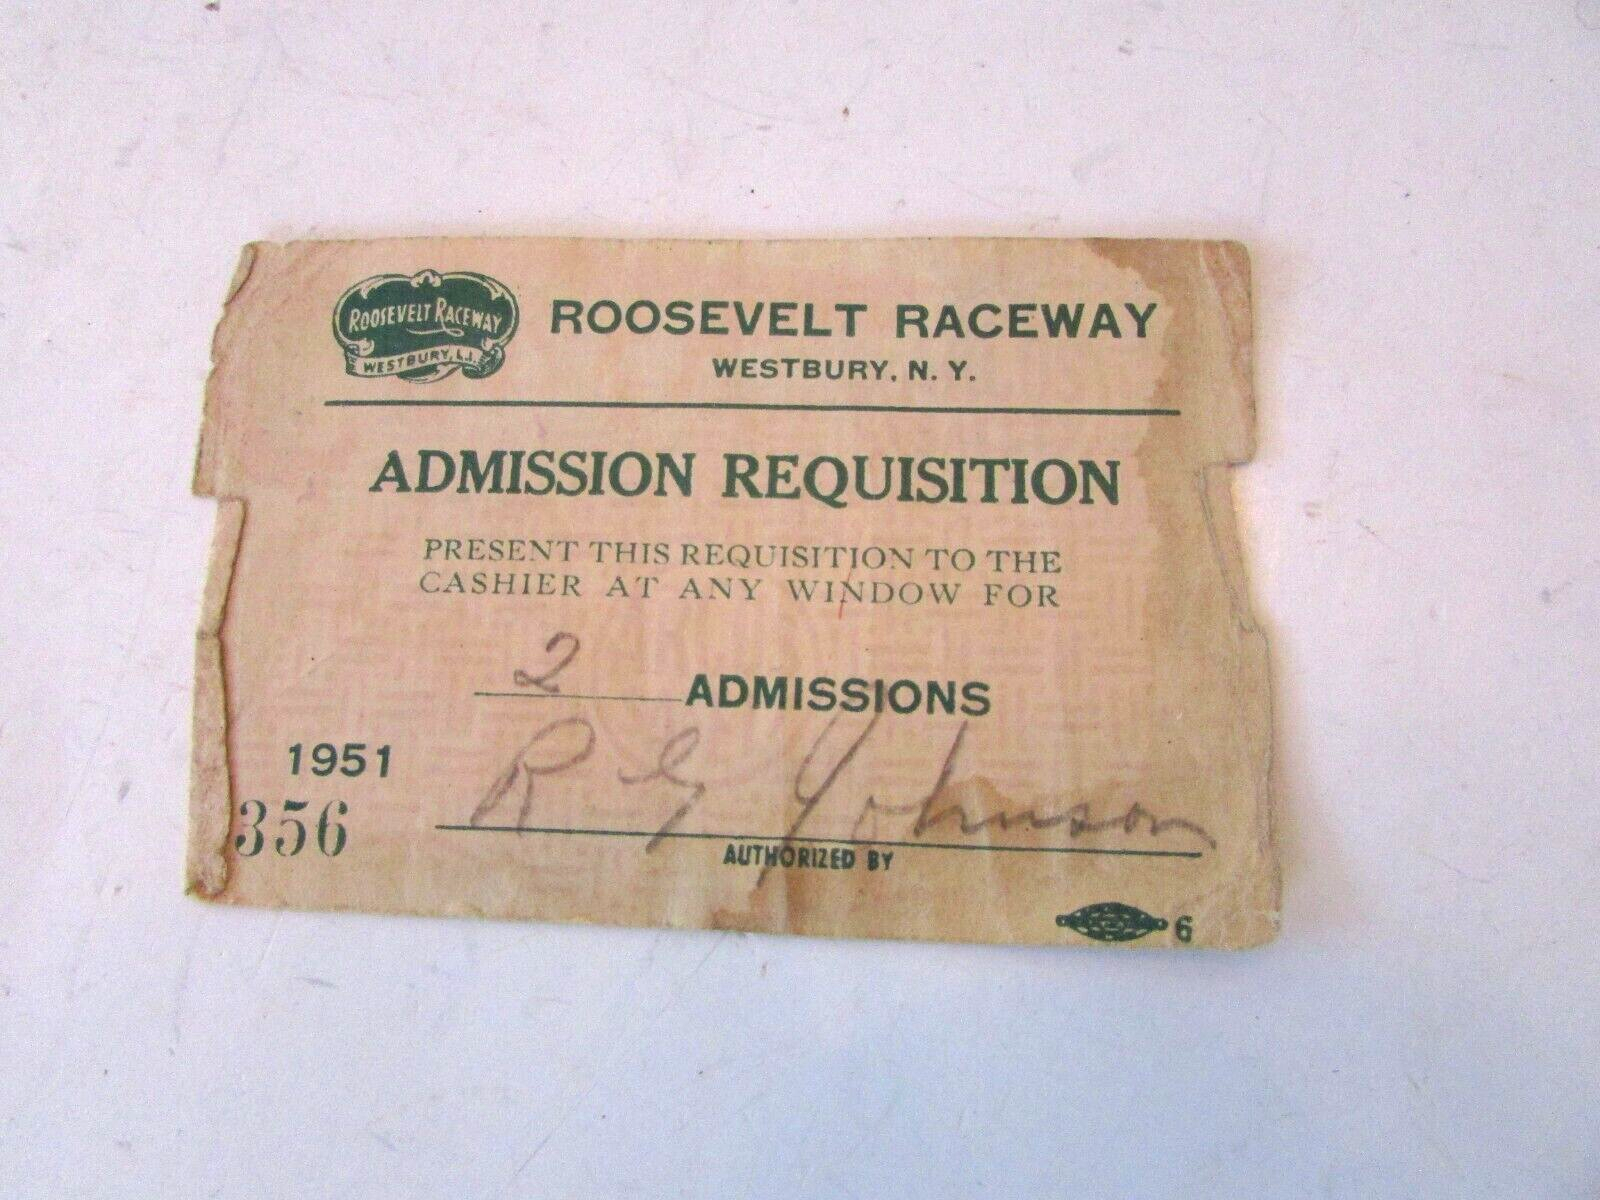 ROOSEVELT RACEWAY
WESTBURY, L.I.
ROOSEVELT RACEWAY
WESTBURY, N. Y.
ADMISSION REQUISITION
PRESENT THIS REQUISITION TO THE
CASHIER AT ANY WINDOW FOR
2 ADMISSIONS
1951
R G Johnson
356
AUTHORIZED BY
6